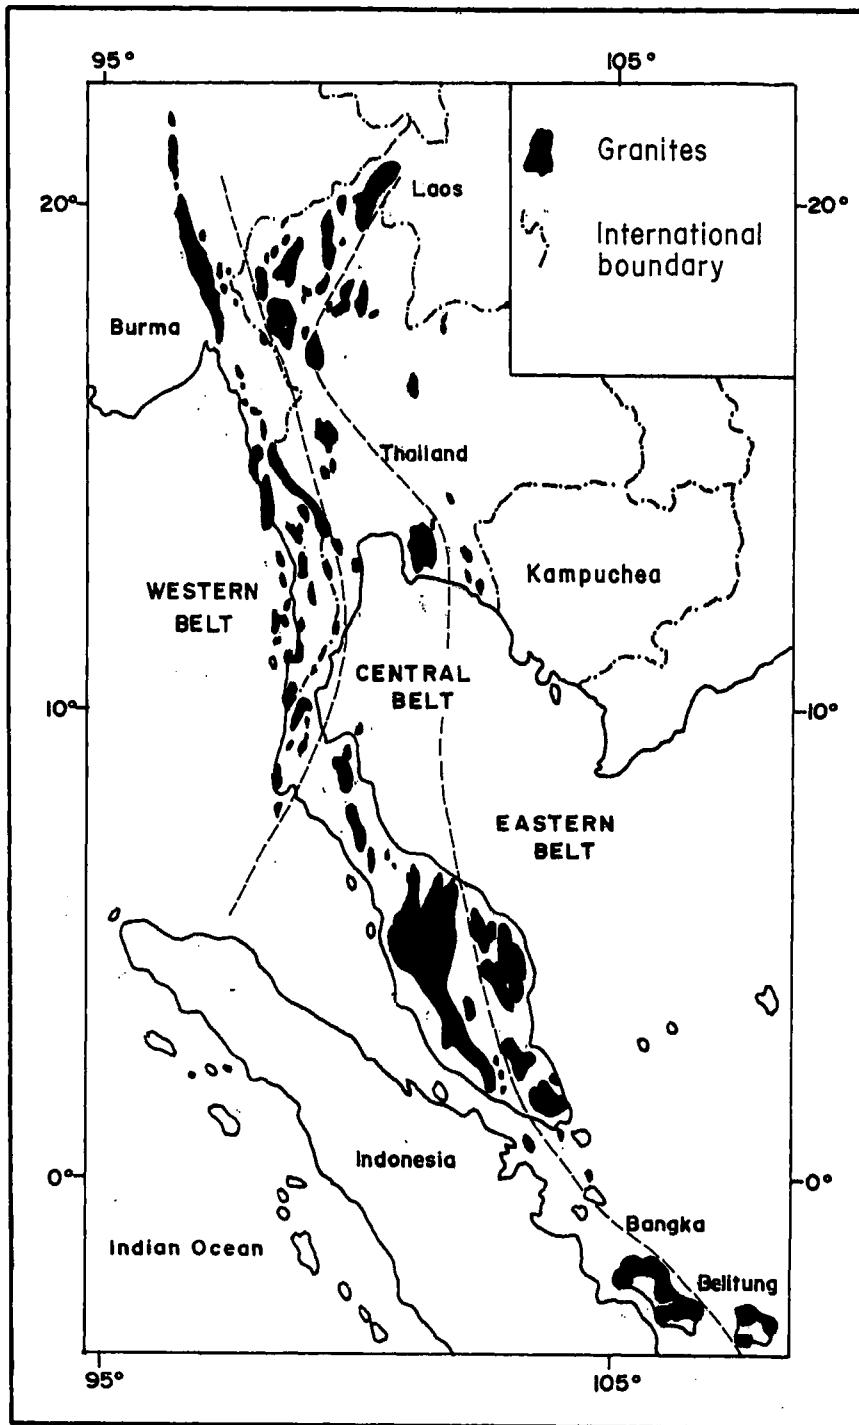 95°
105°
Granites
International
boundary
Laos
20°
20°
Burma
Thailand
Kampuchea
WESTERN
BELT
CENTRAL
BELT
10°
10°
EASTERN
BELT
Indonesia
0°
0°
Bangka
Belitung
Indian Ocean
95°
105°